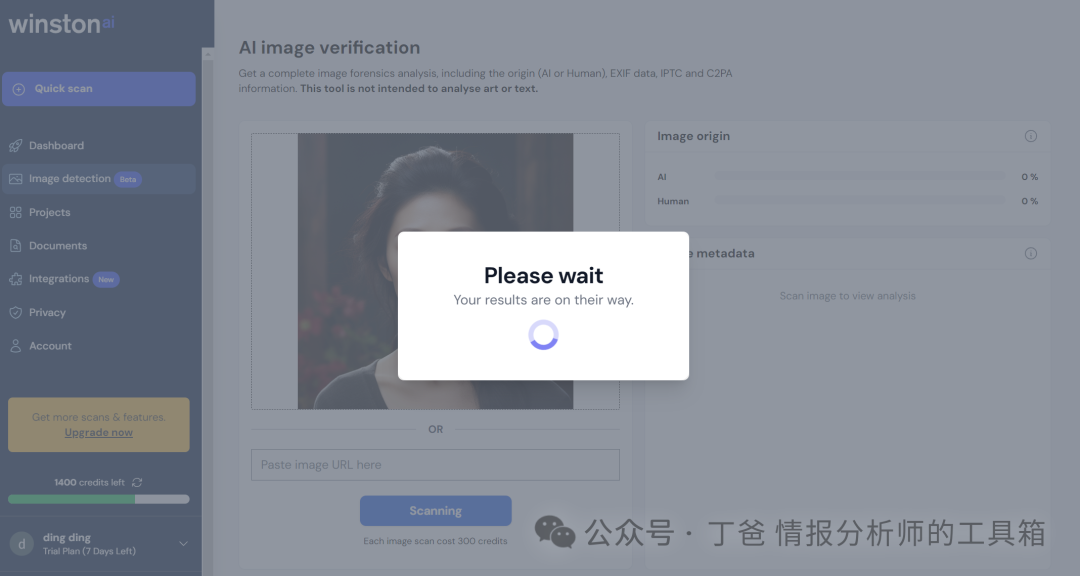 winston ai
Quick scan
Dashboard
Image detection Beta
Projects
Documents
Integrations New
Privacy
Account
Get more scans & features.
Upgrade now
1400 credits left
d
ding ding
Trial Plan (7 Days Left)
AI image verification
Get a complete image forensics analysis, including the origin (AI or Human), EXIF data, IPTC and C2PA
information. This tool is not intended to analyse art or text.
OR
Paste image URL here
Scanning
Each image scan cost 300 credits
Image origin
AI 0 %
Human 0 %
metadata
Scan image to view analysis
Please wait
Your results are on their way.
公众号 · 丁爸 情报分析师的工具箱